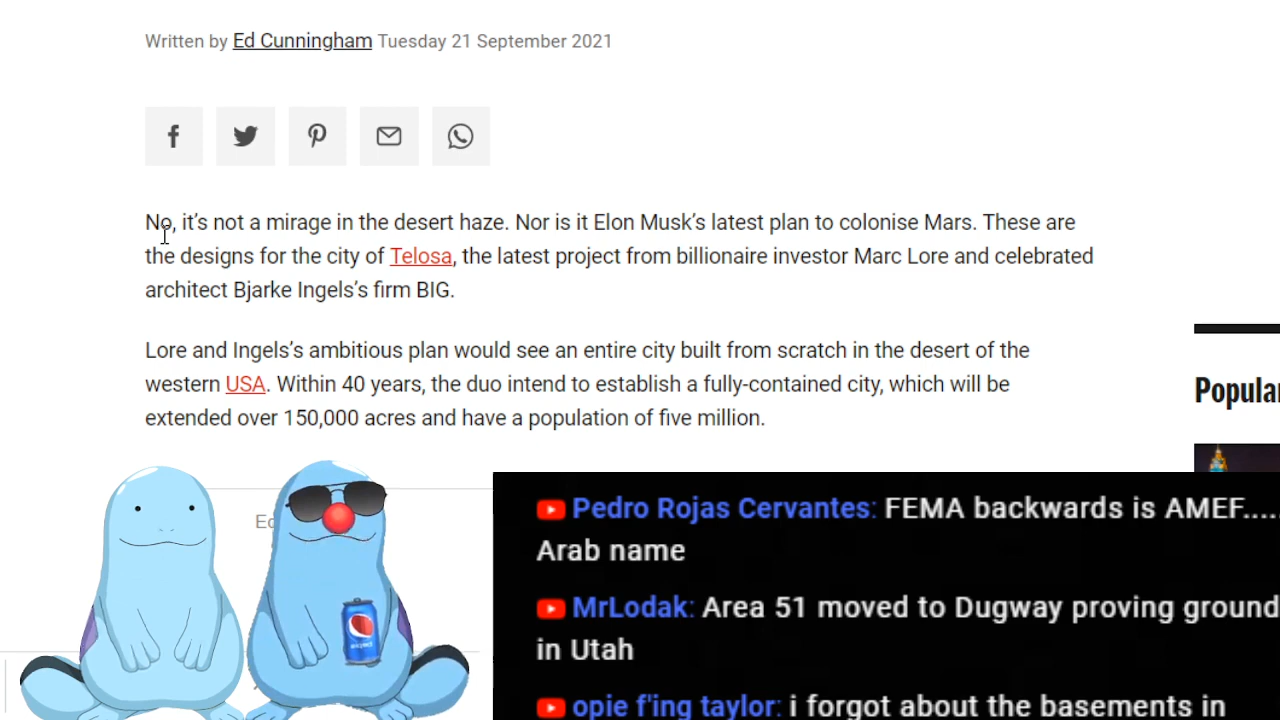 Written by Ed Cunningham Tuesday 21 September 2021
No, it's not a mirage in the desert haze. Nor is it Elon Musk's latest plan to colonise Mars. These are
the designs for the city of Telosa, the latest project from billionaire investor Marc Lore and celebrated
architect Bjarke Ingels's firm BIG.
Lore and Ingels's ambitious plan would see an entire city built from scratch in the desert of the
western USA. Within 40 years, the duo intend to establish a fully-contained city, which will be
extended over 150,000 acres and have a population of five million.
Popular
Ed
Pedro Rojas Cervantes: FEMA backwards is AMEF....
Arab name
MrLodak: Area 51 moved to Dugway proving ground
in Utah
opie f'ing taylor: i forgot about the basements in